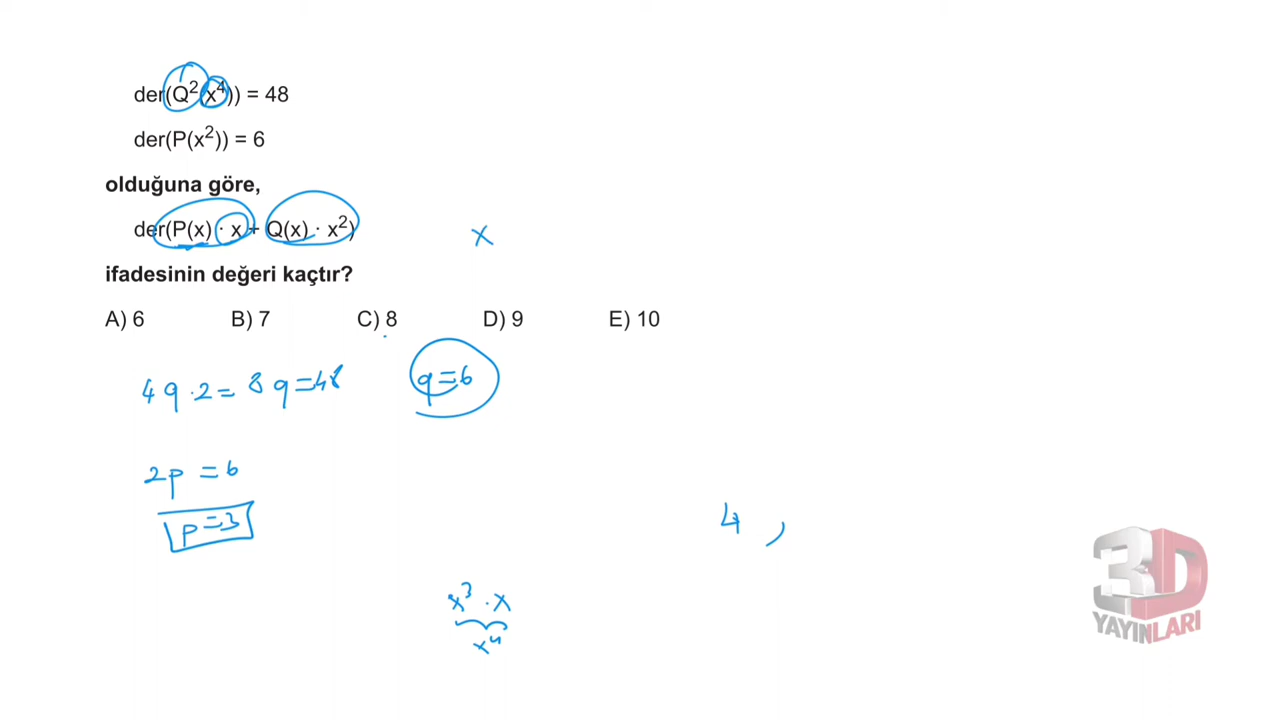 der(Q²(x⁴)) = 48
der(P(x²)) = 6
olduğuna göre,
der(P(x) · x + Q(x) · x²)
x
ifadesinin değeri kaçtır?
A) 6 B) 7 C) 8 D) 9 E) 10
4q·2 = 8q = 48 q = 6
2p = 6
p = 3
4 ,
x³ · x
x⁴
3D
YAYINLARI